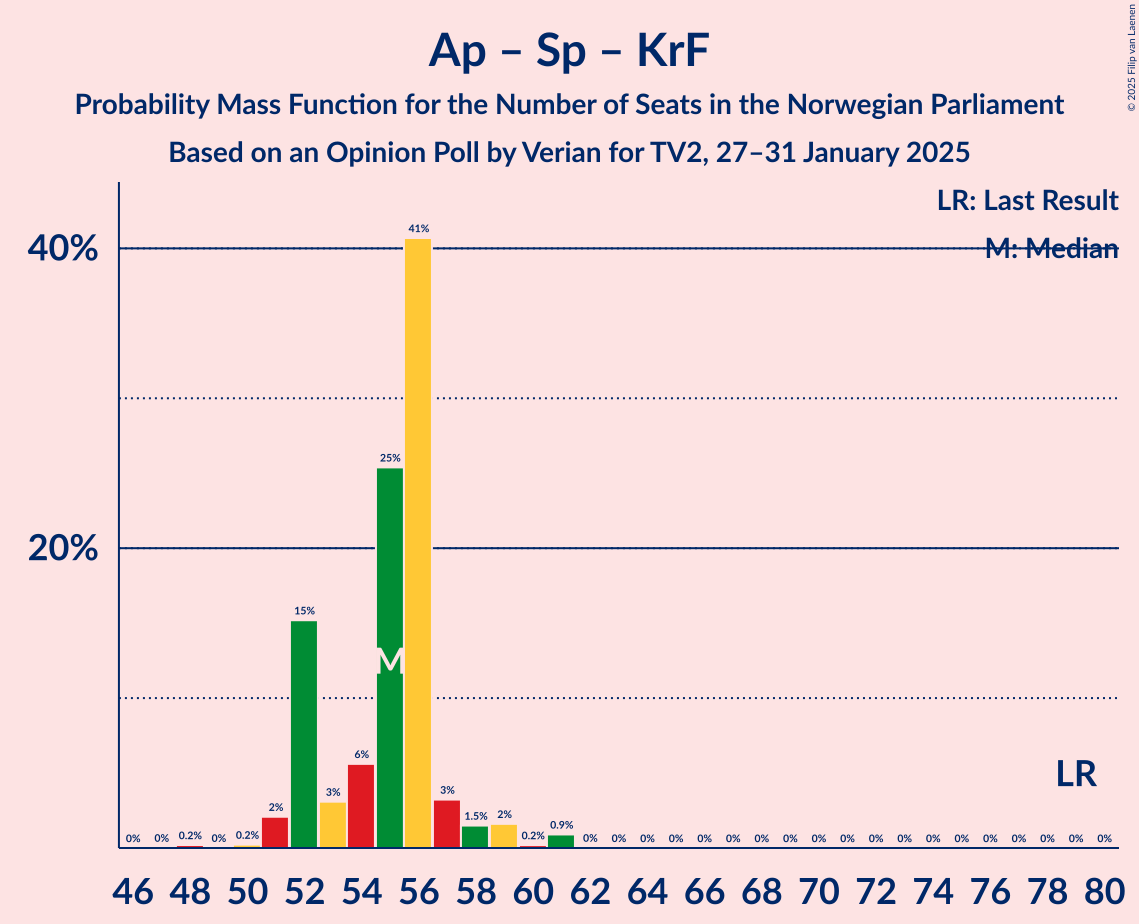 Ap – Sp – KrF
Probability Mass Function for the Number of Seats in the Norwegian Parliament
Based on an Opinion Poll by Verian for TV2, 27–31 January 2025
© 2025 Filip van Laenen
LR: Last Result
M: Median
40%
20%
0% 0% 0.2% 0% 0.2% 2% 15% 3% 6% 25% 41% 3% 1.5% 2% 0.2% 0.9% 0% 0% 0% 0% 0% 0% 0% 0% 0% 0% 0% 0% 0% 0% 0% 0% 0% 0% 0%
M
LR
46 48 50 52 54 56 58 60 62 64 66 68 70 72 74 76 78 80